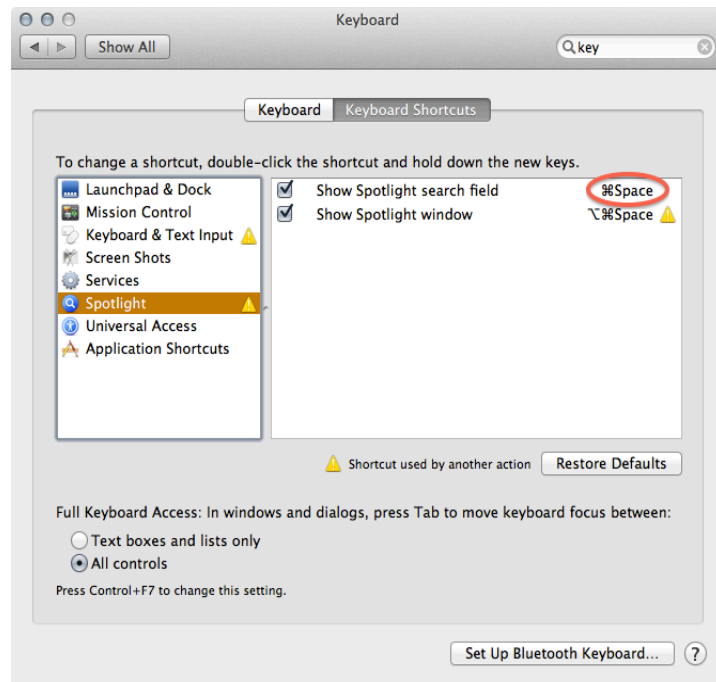 Keyboard
Show All
key
Keyboard Keyboard Shortcuts
To change a shortcut, double-click the shortcut and hold down the new keys.
Launchpad & Dock
Mission Control
Keyboard & Text Input
Screen Shots
Services
Spotlight
Universal Access
Application Shortcuts
Show Spotlight search field ⌘Space
Show Spotlight window ⌥⌘Space
Shortcut used by another action Restore Defaults
Full Keyboard Access: In windows and dialogs, press Tab to move keyboard focus between:
Text boxes and lists only
All controls
Press Control+F7 to change this setting.
Set Up Bluetooth Keyboard... ?